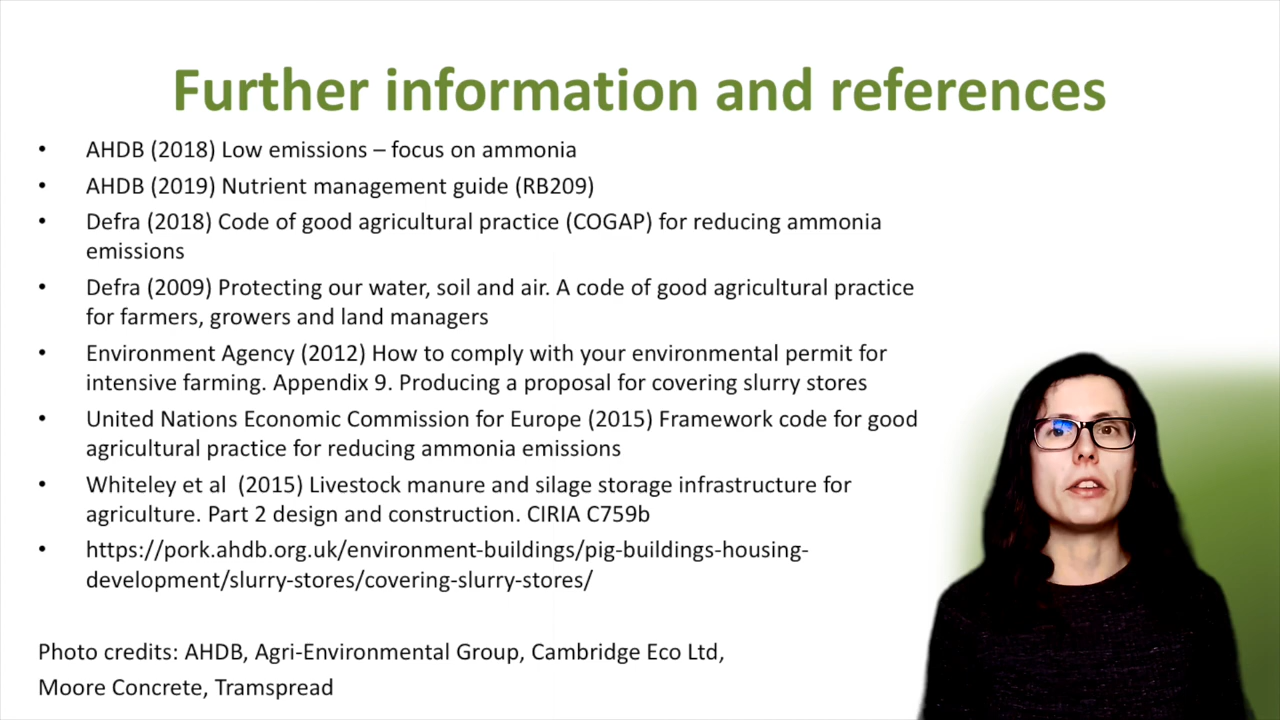 Further information and references
• AHDB (2018) Low emissions – focus on ammonia
• AHDB (2019) Nutrient management guide (RB209)
• Defra (2018) Code of good agricultural practice (COGAP) for reducing ammonia
emissions
• Defra (2009) Protecting our water, soil and air. A code of good agricultural practice
for farmers, growers and land managers
• Environment Agency (2012) How to comply with your environmental permit for
intensive farming. Appendix 9. Producing a proposal for covering slurry stores
• United Nations Economic Commission for Europe (2015) Framework code for good
agricultural practice for reducing ammonia emissions
• Whiteley et al  (2015) Livestock manure and silage storage infrastructure for
agriculture. Part 2 design and construction. CIRIA C759b
• https://pork.ahdb.org.uk/environment-buildings/pig-buildings-housing-
development/slurry-stores/covering-slurry-stores/
Photo credits: AHDB, Agri-Environmental Group, Cambridge Eco Ltd,
Moore Concrete, Tramspread